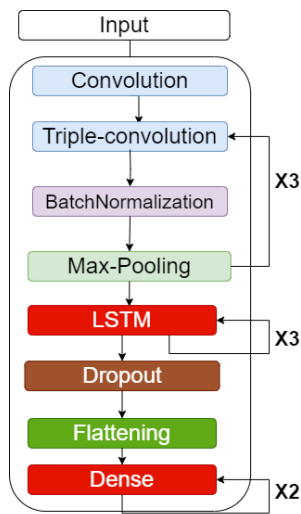 Input
Convolution
Triple-convolution
X3
BatchNormalization
Max-Pooling
LSTM
X3
Dropout
Flattening
Dense
X2